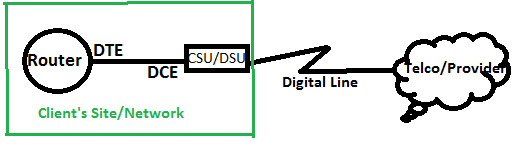 DTE
Router
CSU/DSU
DCE
Digital Line
Telco/Provider
Client's Site/Network